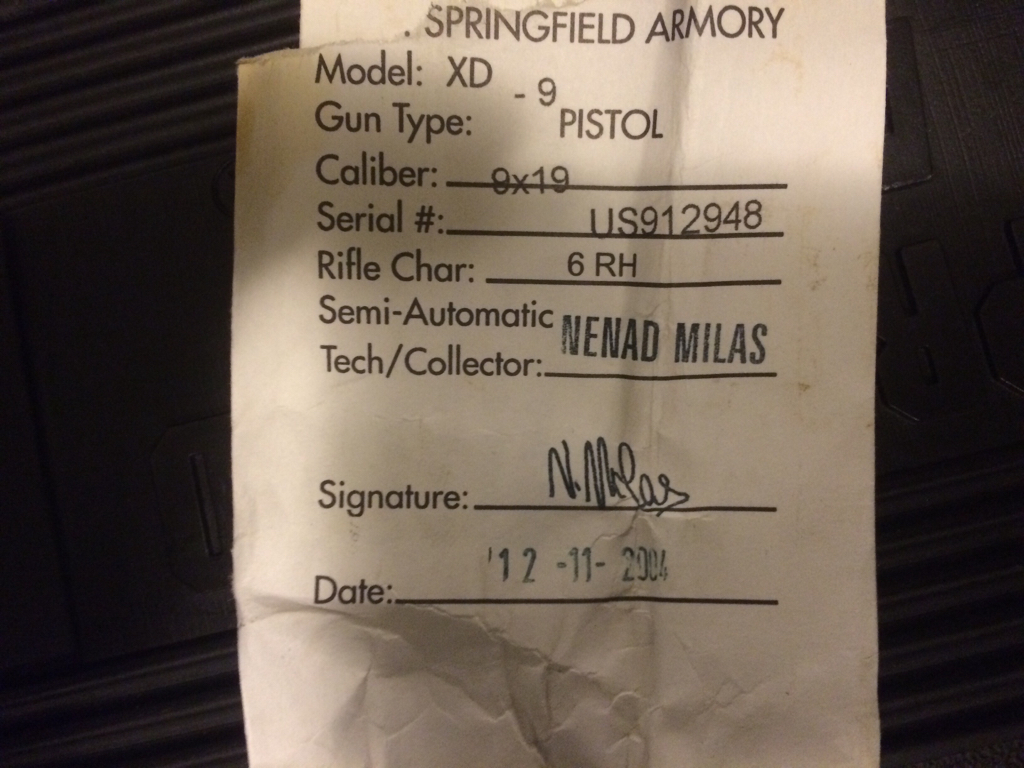 . SPRINGFIELD ARMORY
Model: XD - 9
Gun Type: PISTOL
Caliber: 9x19
Serial #: US912948
Rifle Char: 6 RH
Semi-Automatic
Tech/Collector: NENAD MILAS
Signature: N. Milas
Date: '12 -11- 2004